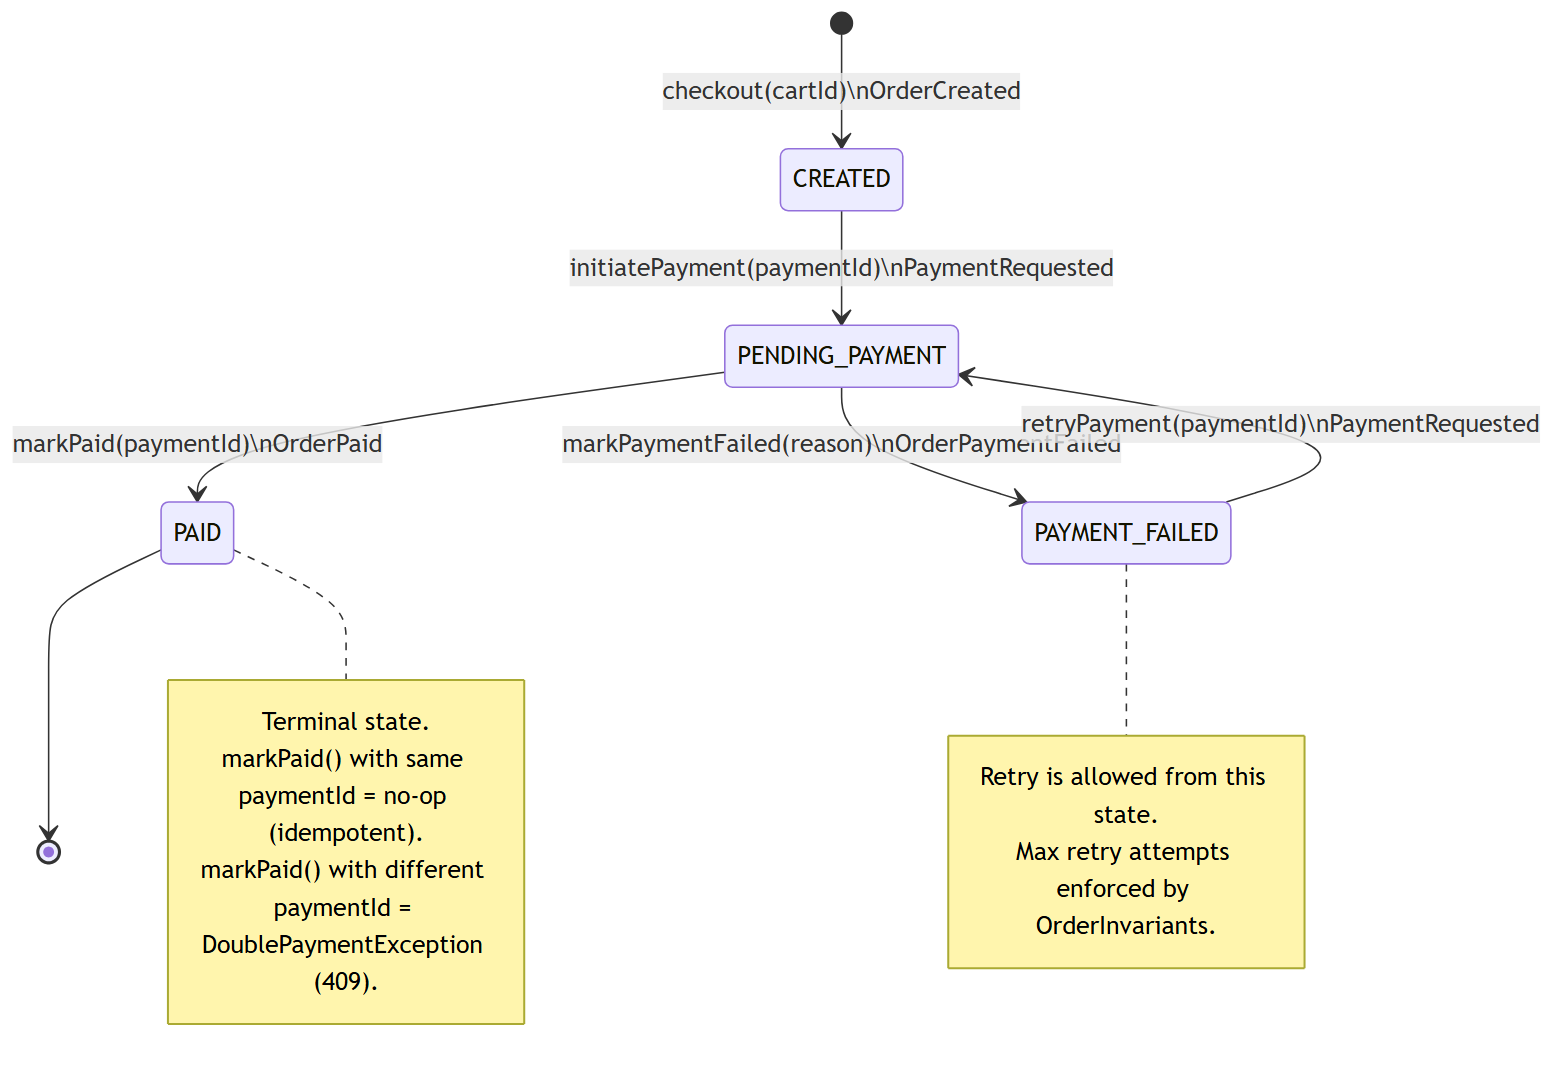 checkout(cartId)\nOrderCreated
CREATED
initiatePayment(paymentId)\nPaymentRequested
PENDING_PAYMENT
markPaid(paymentId)\nOrderPaid
markPaymentFailed(reason)\nOrderPaymentFailed
retryPayment(paymentId)\nPaymentRequested
PAID
PAYMENT_FAILED
Terminal state.
markPaid() with same
paymentId = no-op
(idempotent).
markPaid() with different
paymentId =
DoublePaymentException
(409).
Retry is allowed from this
state.
Max retry attempts
enforced by
OrderInvariants.